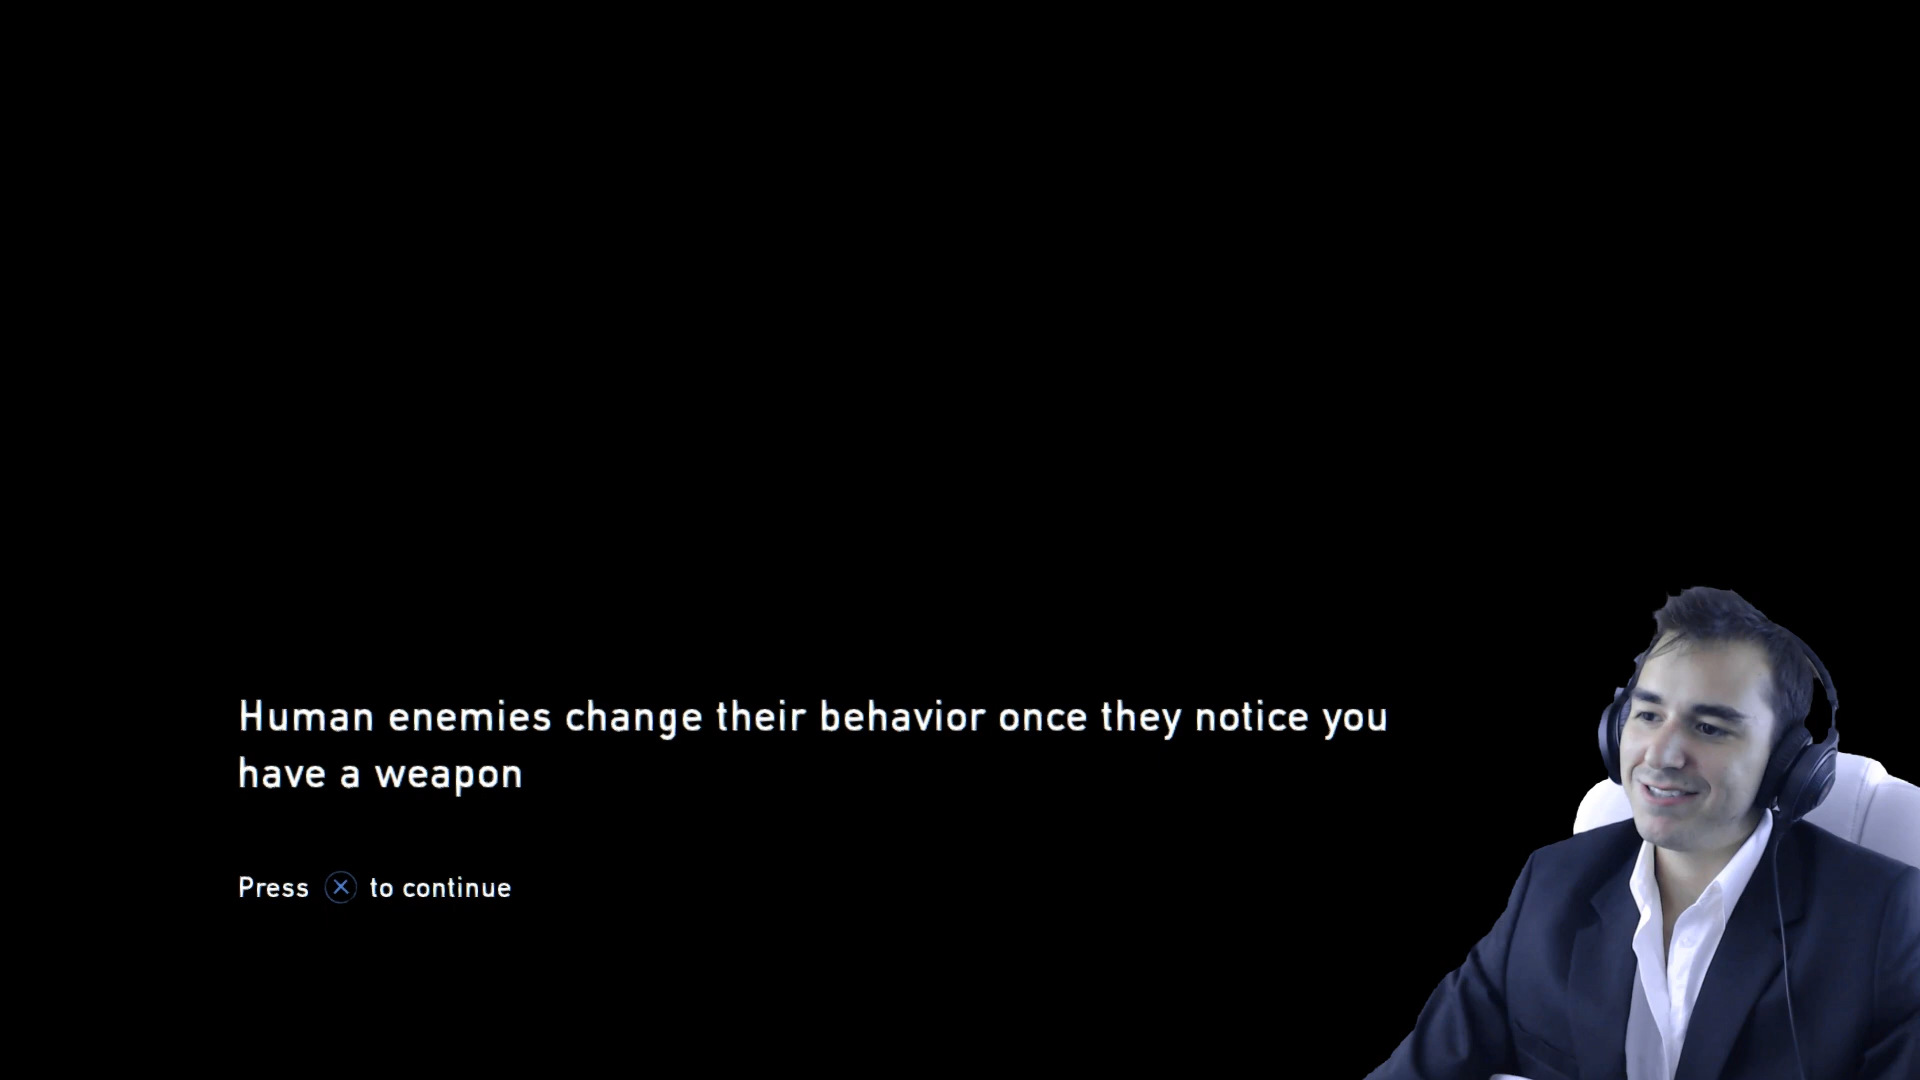 Human enemies change their behavior once they notice you
have a weapon
Press to continue